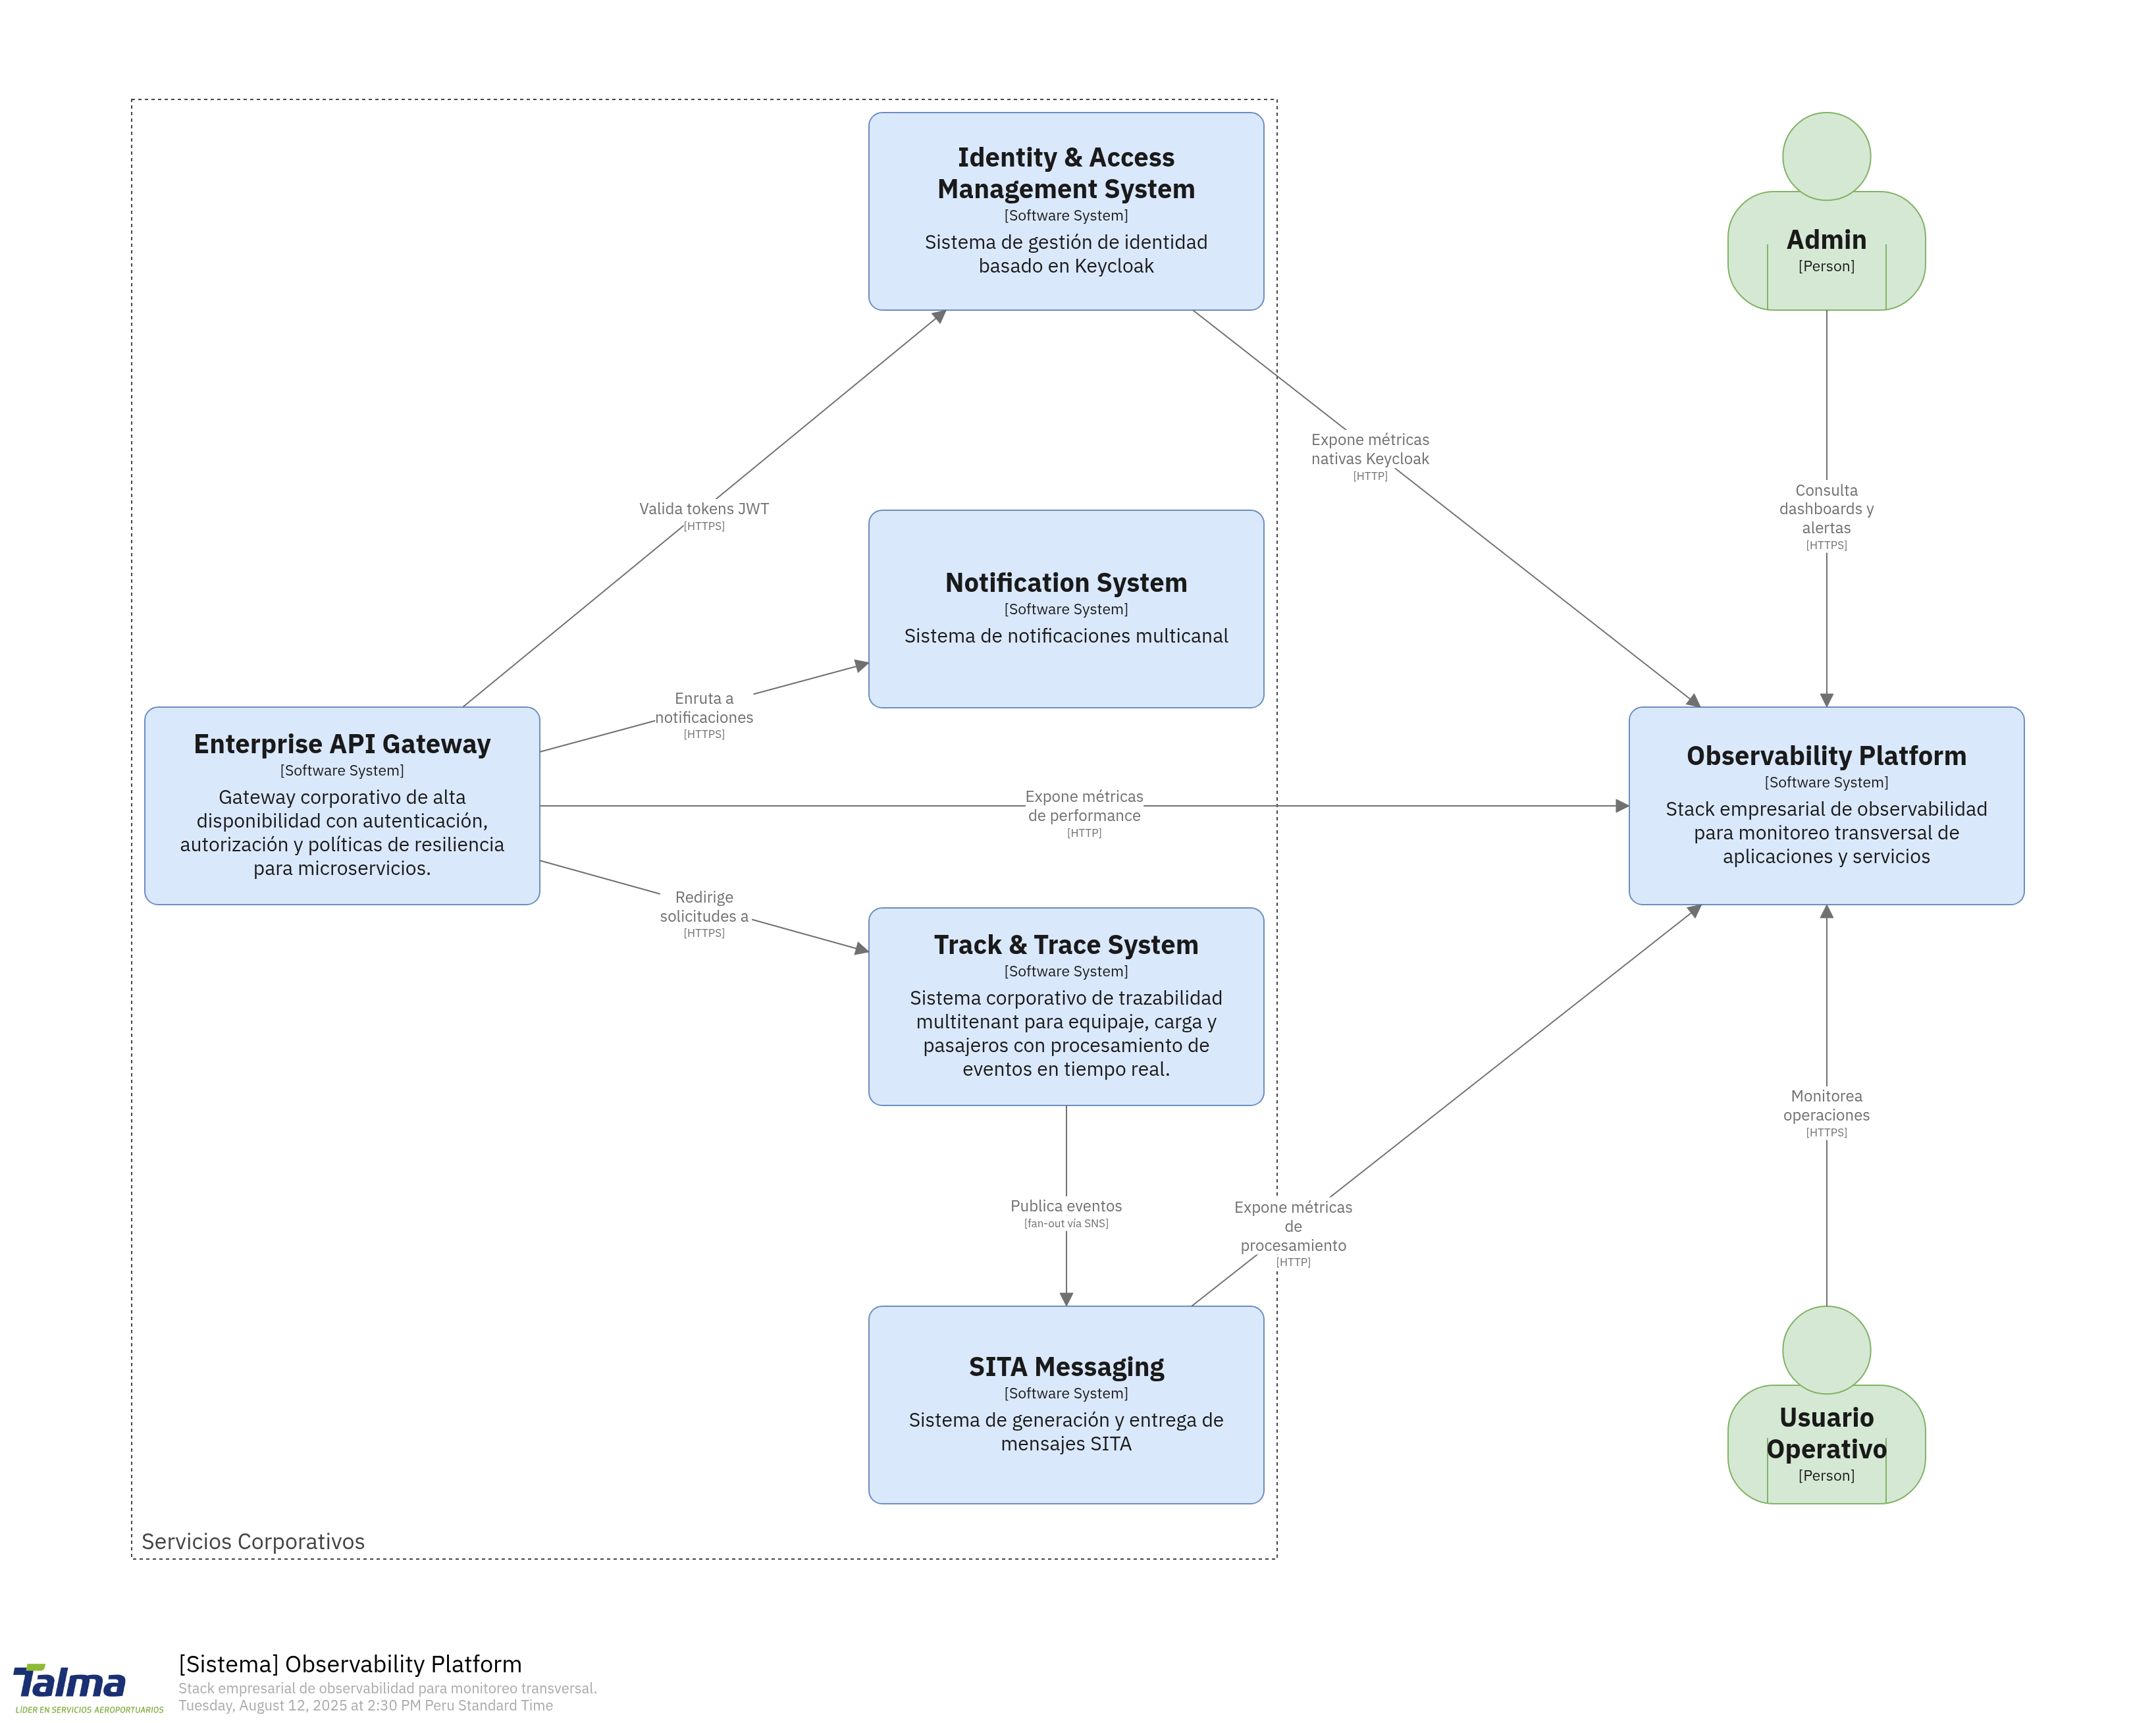 Identity & Access
Management System
[Software System]
Sistema de gestión de identidad
basado en Keycloak
Admin
[Person]
Expone métricas
nativas Keycloak
[HTTP]
Consulta
dashboards y
alertas
[HTTPS]
Valida tokens JWT
[HTTPS]
Notification System
[Software System]
Sistema de notificaciones multicanal
Enruta a
notificaciones
[HTTPS]
Enterprise API Gateway
[Software System]
Gateway corporativo de alta
disponibilidad con autenticación,
autorización y políticas de resiliencia
para microservicios.
Expone métricas
de performance
[HTTP]
Observability Platform
[Software System]
Stack empresarial de observabilidad
para monitoreo transversal de
aplicaciones y servicios
Redirige
solicitudes a
[HTTPS]
Track & Trace System
[Software System]
Sistema corporativo de trazabilidad
multitenant para equipaje, carga y
pasajeros con procesamiento de
eventos en tiempo real.
Monitorea
operaciones
[HTTPS]
Publica eventos
[fan-out vía SNS]
Expone métricas
de
procesamiento
[HTTP]
SITA Messaging
[Software System]
Sistema de generación y entrega de
mensajes SITA
Usuario
Operativo
[Person]
Servicios Corporativos
Talma
LÍDER EN SERVICIOS AEROPORTUARIOS
[Sistema] Observability Platform
Stack empresarial de observabilidad para monitoreo transversal.
Tuesday, August 12, 2025 at 2:30 PM Peru Standard Time